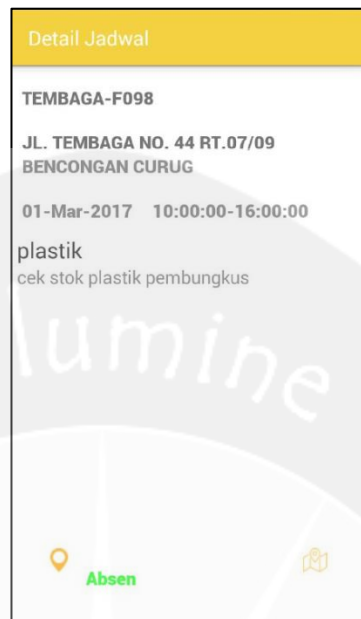 Detail Jadwal
TEMBAGA-F098
JL. TEMBAGA NO. 44 RT.07/09
BENCONGAN CURUG
01-Mar-2017 10:00:00-16:00:00
plastik
cek stok plastik pembungkus
lumine
Absen